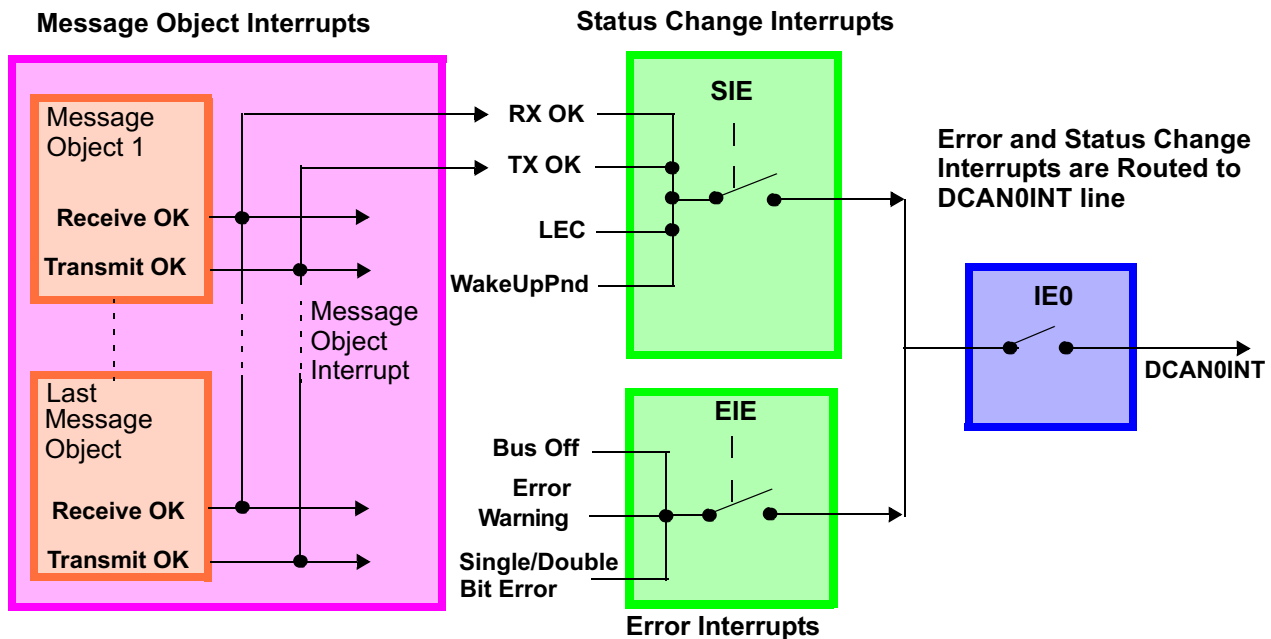 Message Object Interrupts
Status Change Interrupts
Message
Object 1
Receive OK
Transmit OK
Message
Object
Interrupt
Last
Message
Object
Receive OK
Transmit OK
RX OK
TX OK
LEC
WakeUpPnd
SIE
Error and Status Change
Interrupts are Routed to
DCAN0INT line
IE0
DCAN0INT
EIE
Bus Off
Error
Warning
Single/Double
Bit Error
Error Interrupts